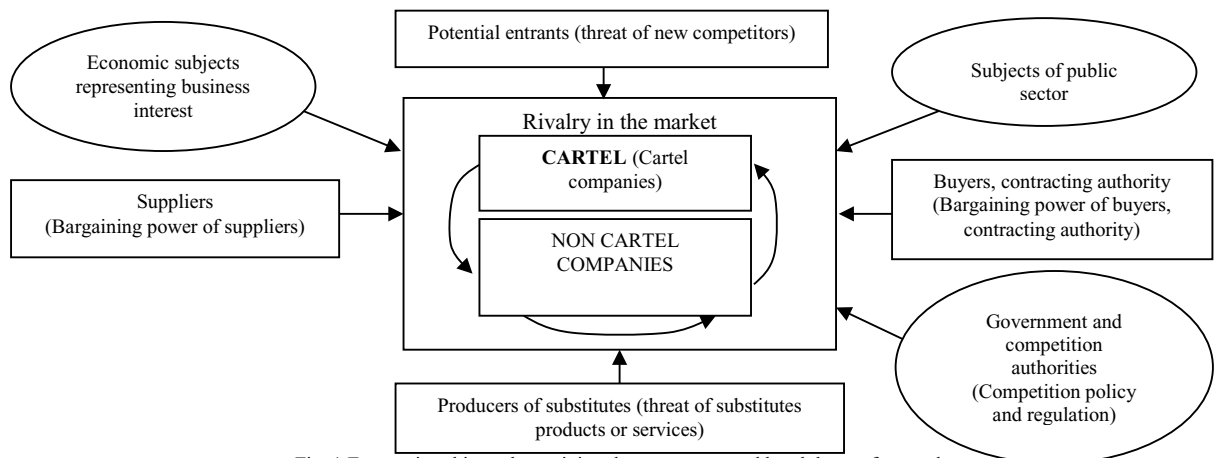 Potential entrants (threat of new competitors)
Economic subjects
representing business
interest
Subjects of public
sector
Rivalry in the market
CARTEL (Cartel
companies)
Suppliers
(Bargaining power of suppliers)
Buyers, contracting authority
(Bargaining power of buyers,
contracting authority)
NON CARTEL
COMPANIES
Government and
competition
authorities
(Competition policy
and regulation)
Producers of substitutes (threat of substitutes
products or services)